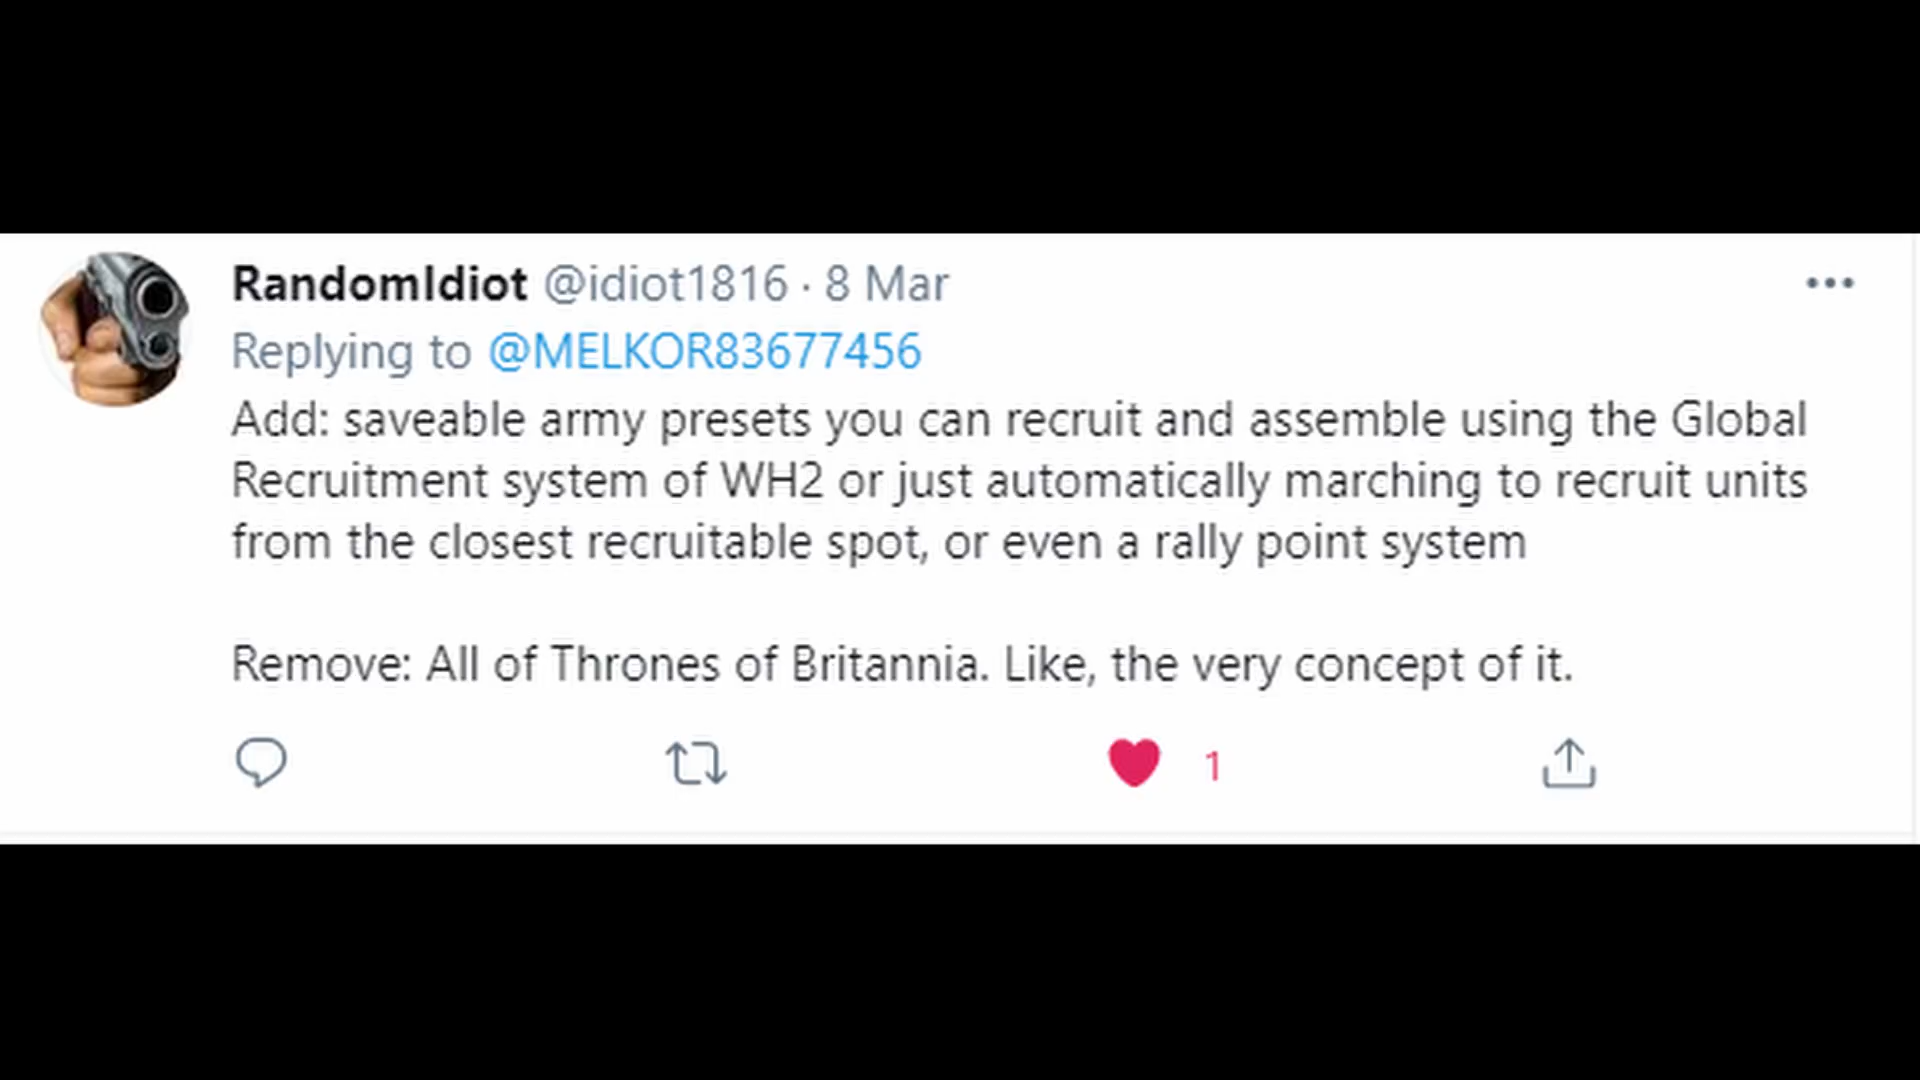 RandomIdiot @idiot1816 · 8 Mar
Replying to @MELKOR83677456
Add: saveable army presets you can recruit and assemble using the Global
Recruitment system of WH2 or just automatically marching to recruit units
from the closest recruitable spot, or even a rally point system
Remove: All of Thrones of Britannia. Like, the very concept of it.
1